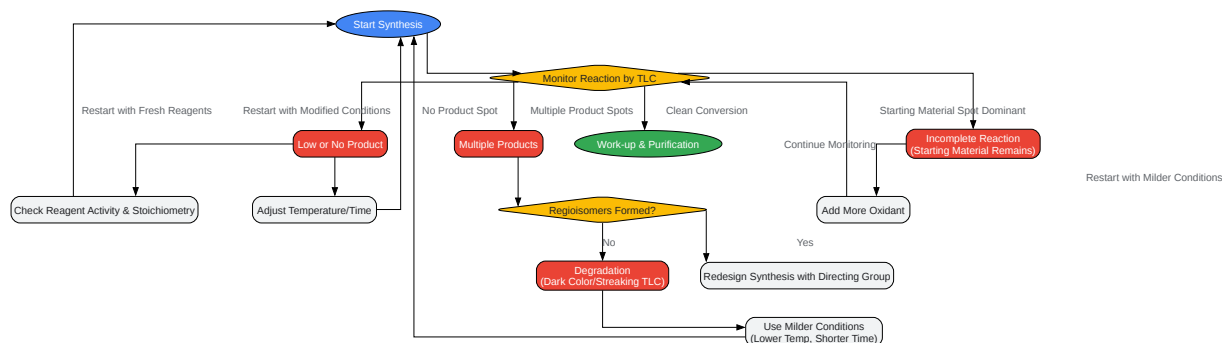 Start Synthesis
Monitor Reaction by TLC
Restart with Fresh Reagents
Restart with Modified Conditions
No Product Spot
Multiple Product Spots
Clean Conversion
Starting Material Spot Dominant
Low or No Product
Multiple Products
Work-up & Purification
Continue Monitoring
Incomplete Reaction
(Starting Material Remains)
Restart with Milder Conditions
Check Reagent Activity & Stoichiometry
Adjust Temperature/Time
Regioisomers Formed?
Add More Oxidant
No
Yes
Degradation
(Dark Color/Streaking TLC)
Redesign Synthesis with Directing Group
Use Milder Conditions
(Lower Temp, Shorter Time)